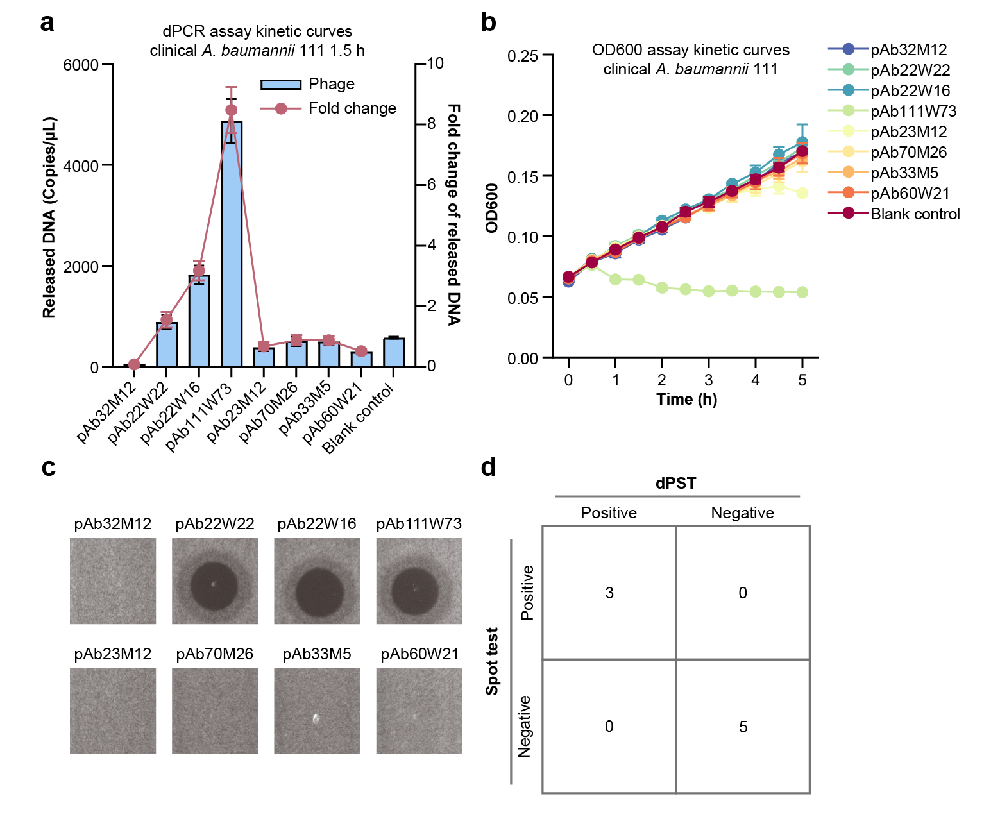 a
dPCR assay kinetic curves
clinical A. baumannii 111 1.5 h
Phage
Fold change
Released DNA (Copies/µL)
6000
4000
2000
0
Fold change of released DNA
10
8
6
4
2
0
pAb32M12
pAb22W22
pAb22W16
pAb111W73
pAb23M12
pAb70M26
pAb33M5
pAb60W21
Blank control
b
OD600 assay kinetic curves
clinical A. baumannii 111
OD600
0.25
0.20
0.15
0.10
0.05
0.00
0 1 2 3 4 5
Time (h)
pAb32M12
pAb22W22
pAb22W16
pAb111W73
pAb23M12
pAb70M26
pAb33M5
pAb60W21
Blank control
c
pAb32M12 pAb22W22 pAb22W16 pAb111W73
pAb23M12 pAb70M26 pAb33M5 pAb60W21
d
dPST
Positive Negative
Spot test
Positive
3 0
Negative
0 5